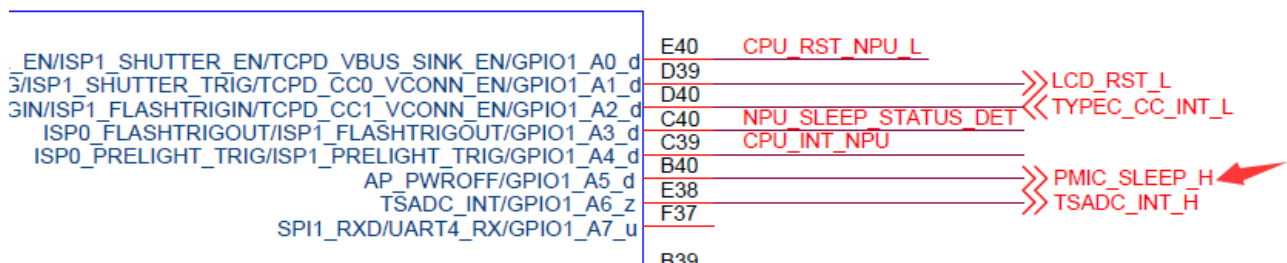 _EN/ISP1_SHUTTER_EN/TCPD_VBUS_SINK_EN/GPIO1_A0_d E40 CPU_RST_NPU_L
/ISP1_SHUTTER_TRIG/TCPD_CC0_VCONN_EN/GPIO1_A1_d D39 LCD_RST_L
GIN/ISP1_FLASHTRIGIN/TCPD_CC1_VCONN_EN/GPIO1_A2_d D40 TYPEC_CC_INT_L
ISP0_FLASHTRIGOUT/ISP1_FLASHTRIGOUT/GPIO1_A3_d C40 NPU_SLEEP_STATUS_DET
ISP0_PRELIGHT_TRIG/ISP1_PRELIGHT_TRIG/GPIO1_A4_d C39 CPU_INT_NPU
AP_PWROFF/GPIO1_A5_d B40 PMIC_SLEEP_H
TSADC_INT/GPIO1_A6_z E38 TSADC_INT_H
SPI1_RXD/UART4_RX/GPIO1_A7_u F37
B39